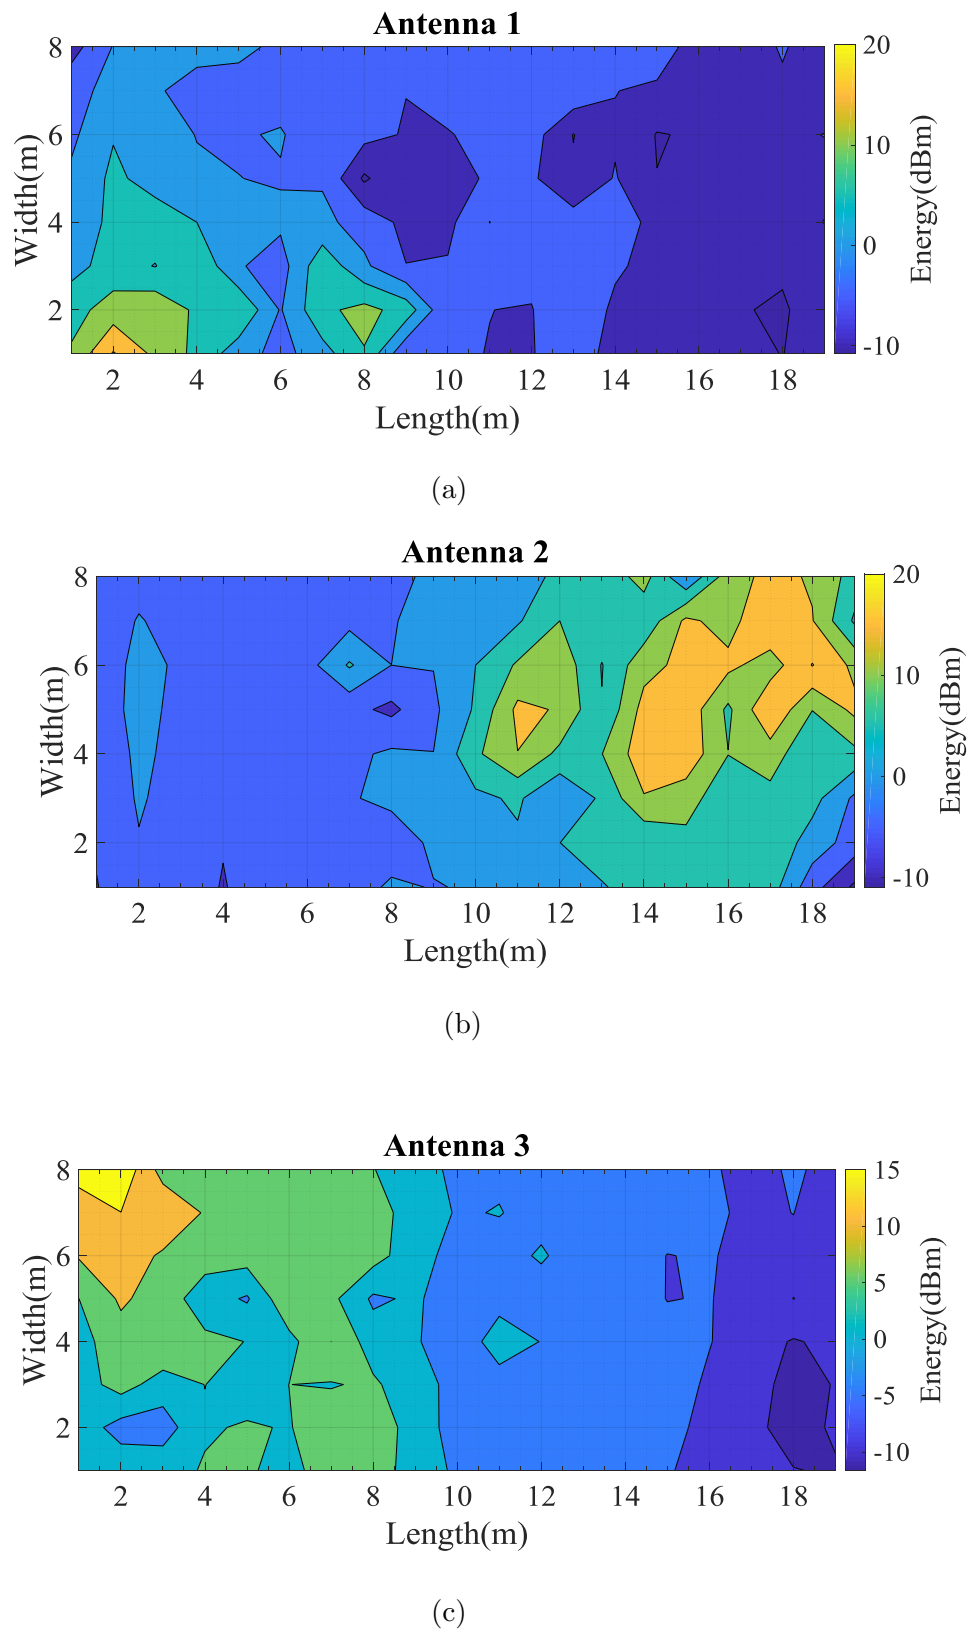 Antenna 1
8
6
4
2
Width(m)
2 4 6 8 10 12 14 16 18
Length(m)
20
10
0
-10
Energy(dBm)
(a)
Antenna 2
8
6
4
2
Width(m)
2 4 6 8 10 12 14 16 18
Length(m)
20
10
0
-10
Energy(dBm)
(b)
Antenna 3
8
6
4
2
Width(m)
2 4 6 8 10 12 14 16 18
Length(m)
15
10
5
0
-5
-10
Energy(dBm)
(c)